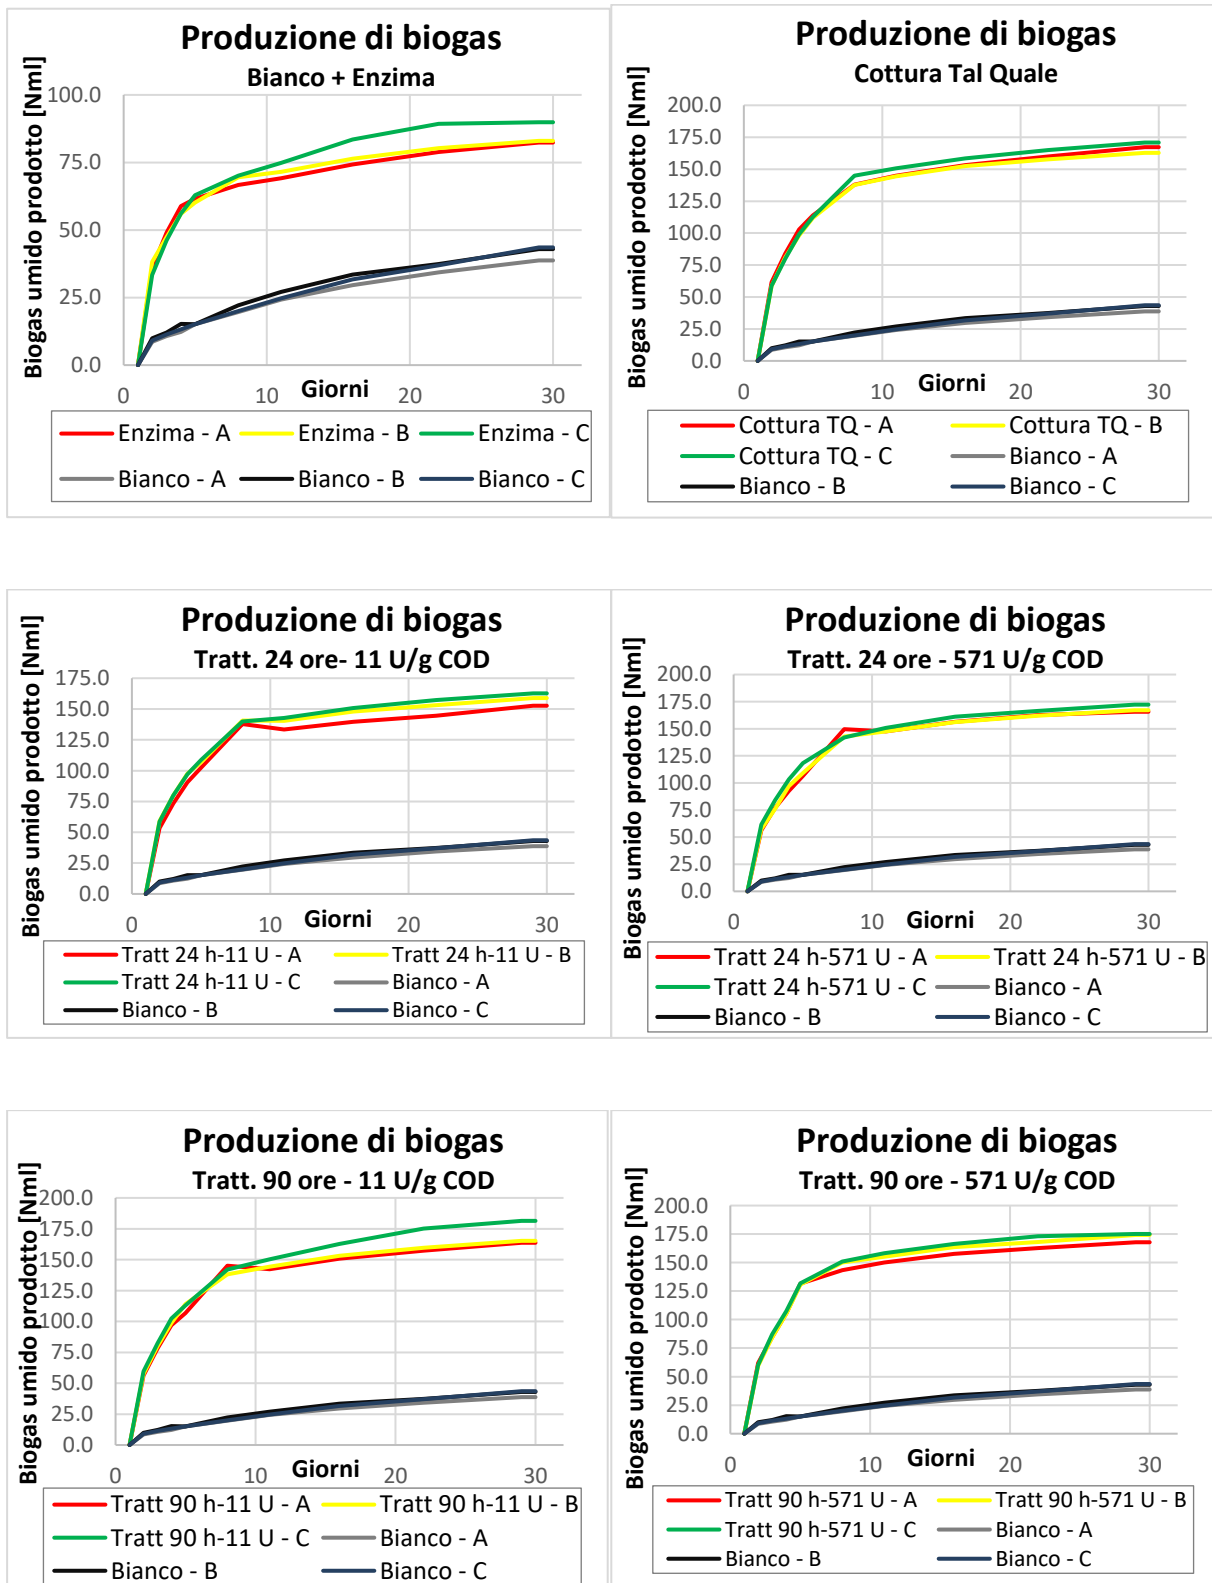 Produzione di biogas
Bianco + Enzima
Biogas umido prodotto [Nml]
100.0
75.0
50.0
25.0
0.0
0 10 20 30
Giorni
Enzima - A Enzima - B Enzima - C
Bianco - A Bianco - B Bianco - C
Produzione di biogas
Cottura Tal Quale
Biogas umido prodotto [Nml]
200.0
175.0
150.0
125.0
100.0
75.0
50.0
25.0
0.0
0 10 20 30
Giorni
Cottura TQ - A Cottura TQ - B
Cottura TQ - C Bianco - A
Bianco - B Bianco - C
Produzione di biogas
Tratt. 24 ore- 11 U/g COD
Biogas umido prodotto [Nml]
175.0
150.0
125.0
100.0
75.0
50.0
25.0
0.0
0 10 20 30
Giorni
Tratt 24 h-11 U - A Tratt 24 h-11 U - B
Tratt 24 h-11 U - C Bianco - A
Bianco - B Bianco - C
Produzione di biogas
Tratt. 24 ore - 571 U/g COD
Biogas umido prodotto [Nml]
200.0
175.0
150.0
125.0
100.0
75.0
50.0
25.0
0.0
0 10 20 30
Giorni
Tratt 24 h-571 U - A Tratt 24 h-571 U - B
Tratt 24 h-571 U - C Bianco - A
Bianco - B Bianco - C
Produzione di biogas
Tratt. 90 ore - 11 U/g COD
Biogas umido prodotto [Nml]
200.0
175.0
150.0
125.0
100.0
75.0
50.0
25.0
0.0
0 10 20 30
Giorni
Tratt 90 h-11 U - A Tratt 90 h-11 U - B
Tratt 90 h-11 U - C Bianco - A
Bianco - B Bianco - C
Produzione di biogas
Tratt. 90 ore - 571 U/g COD
Biogas umido prodotto [Nml]
200.0
175.0
150.0
125.0
100.0
75.0
50.0
25.0
0.0
0 10 20 30
Giorni
Tratt 90 h-571 U - A Tratt 90 h-571 U - B
Tratt 90 h-571 U - C Bianco - A
Bianco - B Bianco - C